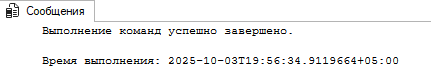 Сообщения
Выполнение команд успешно завершено.
Время выполнения: 2025-10-03T19:56:34.9119664+05:00